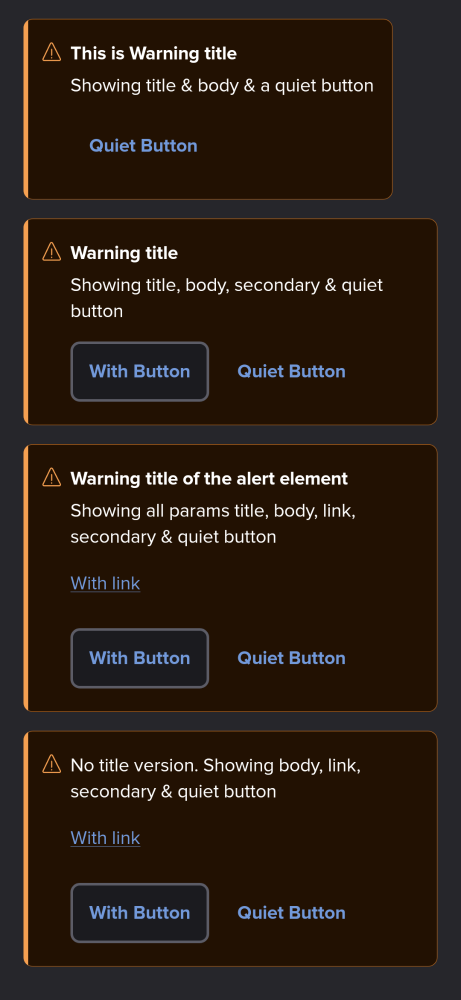 This is Warning title
Showing title & body & a quiet button
Quiet Button
Warning title
Showing title, body, secondary & quiet
button
With Button
Quiet Button
Warning title of the alert element
Showing all params title, body, link,
secondary & quiet button
With link
With Button
Quiet Button
No title version. Showing body, link,
secondary & quiet button
With link
With Button
Quiet Button